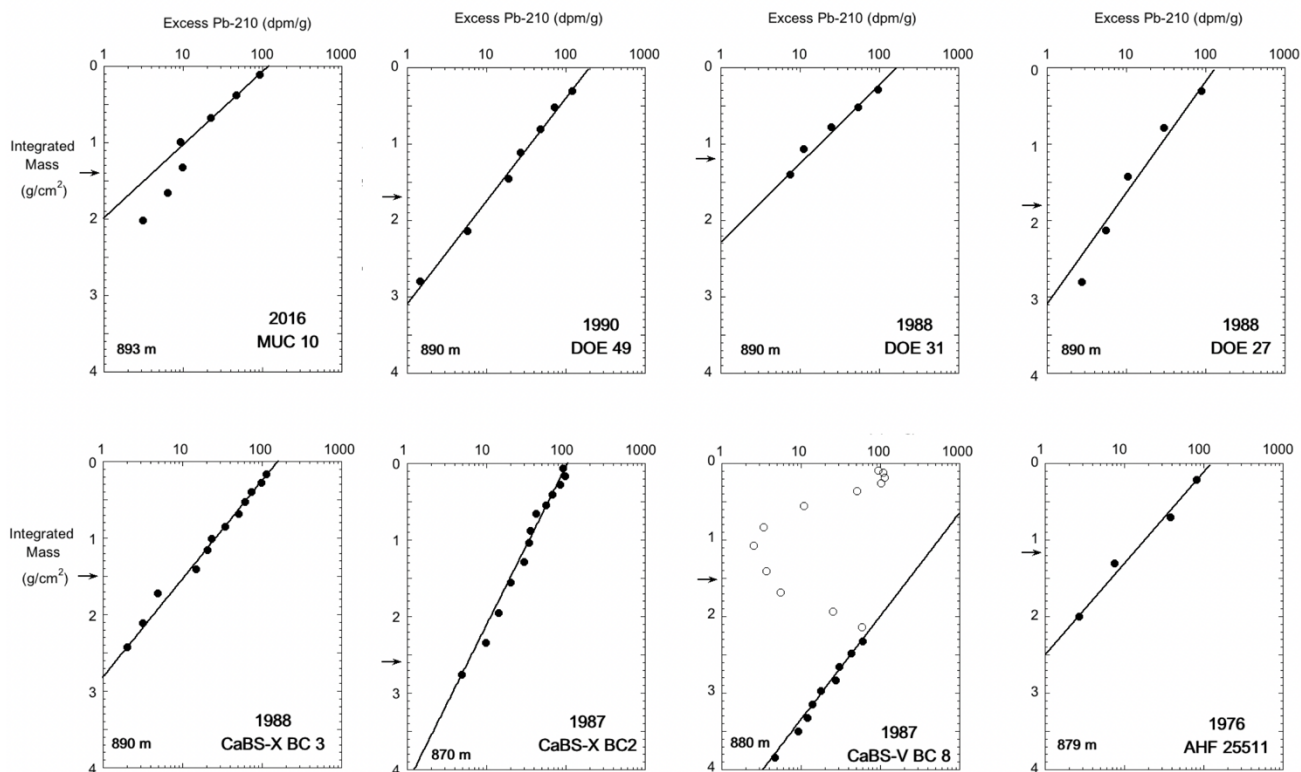 Excess Pb-210 (dpm/g)
Excess Pb-210 (dpm/g)
Excess Pb-210 (dpm/g)
Excess Pb-210 (dpm/g)
1 10 100 1000
1 10 100 1000
1 10 100 1000
1 10 100 1000
0
1
2
3
4
Integrated
Mass
(g/cm²)
2016
MUC 10
893 m
0
1
2
3
4
1990
DOE 49
890 m
0
1
2
3
4
1988
DOE 31
890 m
0
1
2
3
4
1988
DOE 27
890 m
1 10 100 1000
1 10 100 1000
1 10 100 1000
1 10 100 1000
0
1
2
3
4
Integrated
Mass
(g/cm²)
1988
CaBS-X BC 3
890 m
0
1
2
3
4
1987
CaBS-X BC2
870 m
0
1
2
3
4
1987
CaBS-V BC 8
880 m
0
1
2
3
4
1976
AHF 25511
879 m